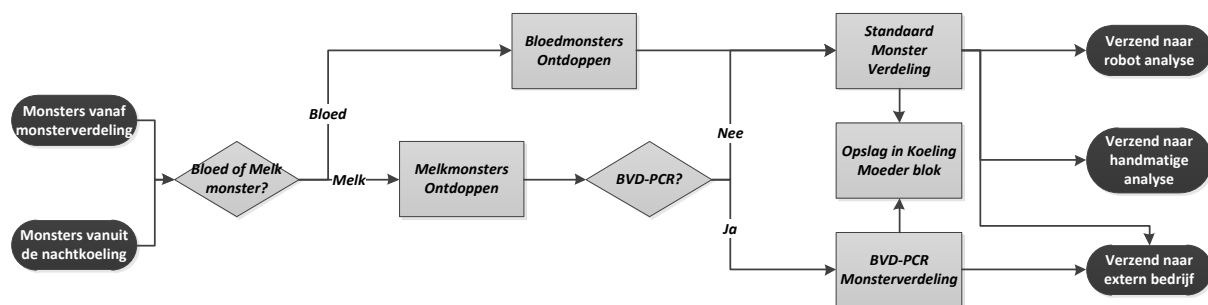 Monsters vanaf
monsterverdeling
Monsters vanuit
de nachtkoeling
Bloed of Melk
monster?
Bloed
Melk
Bloedmonsters
Ontdoppen
Melkmonsters
Ontdoppen
BVD-PCR?
Nee
Ja
Standaard
Monster
Verdeling
Opslag in Koeling
Moeder blok
BVD-PCR
Monsterverdeling
Verzend naar
robot analyse
Verzend naar
handmatige
analyse
Verzend naar
extern bedrijf